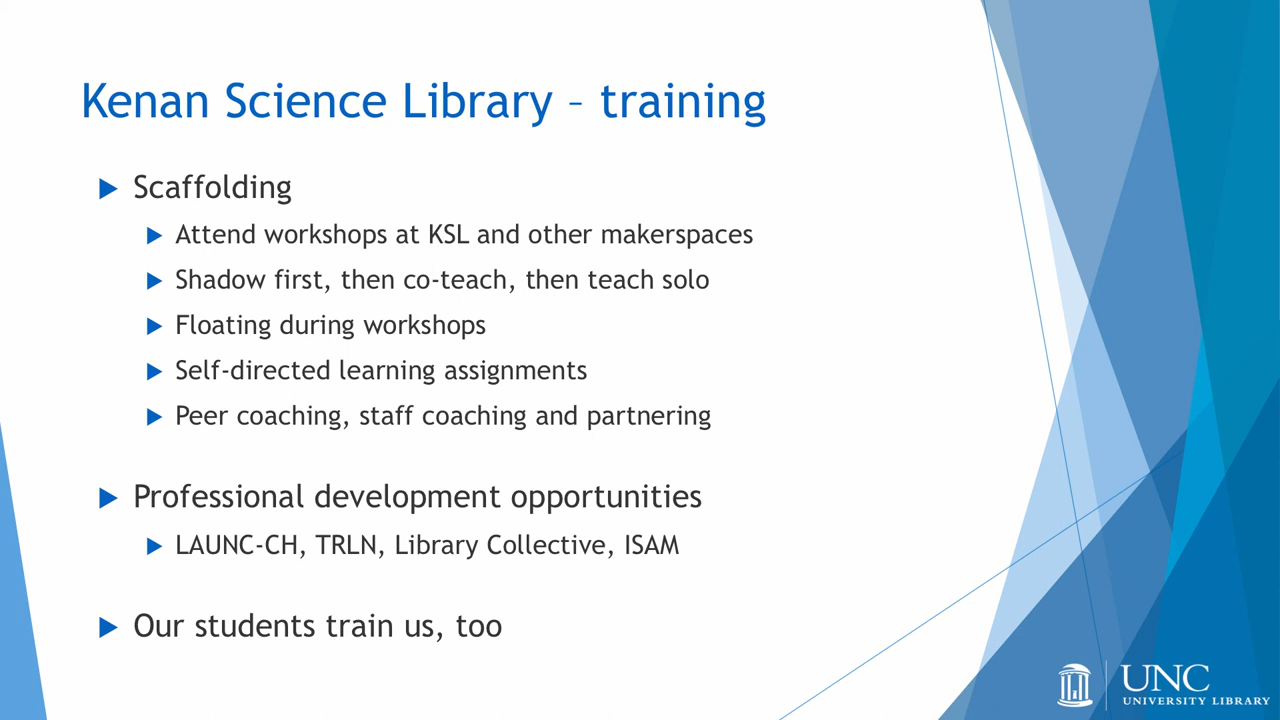 Kenan Science Library – training
Scaffolding
Attend workshops at KSL and other makerspaces
Shadow first, then co-teach, then teach solo
Floating during workshops
Self-directed learning assignments
Peer coaching, staff coaching and partnering
Professional development opportunities
LAUNC-CH, TRLN, Library Collective, ISAM
Our students train us, too
UNC
UNIVERSITY LIBRARY